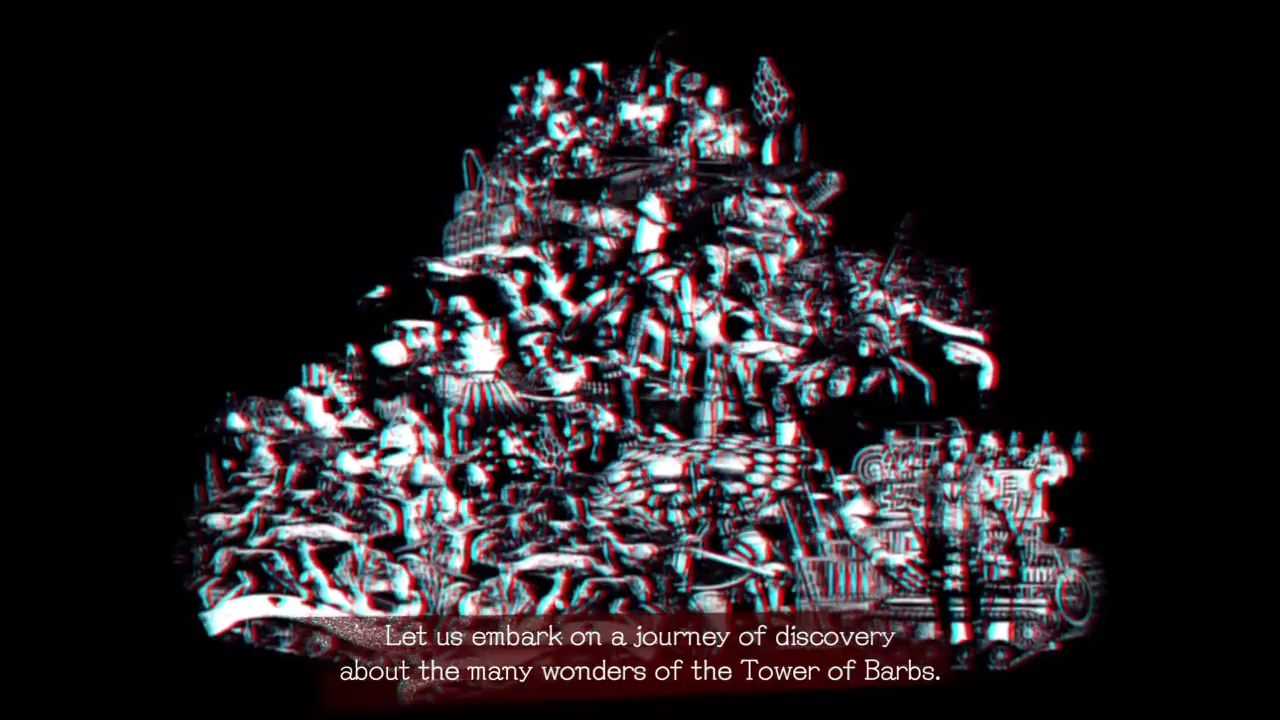 Let us embark on a journey of discovery
about the many wonders of the Tower of Barbs.